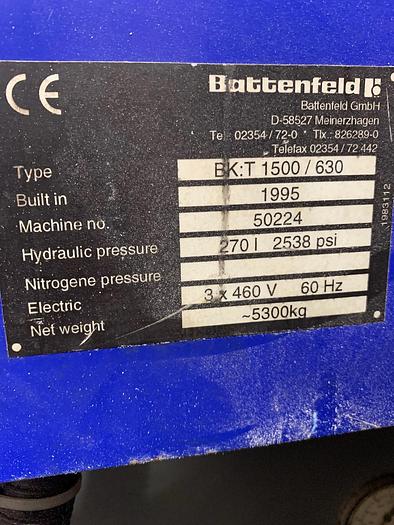 CE
Battenfeld
Battenfeld GmbH
D-58527 Meinerzhagen
Tel 02354 / 72-0 * Tlx.: 826289-0
Telefax 02354 / 72 442
Type BK:T 1500 / 630
Built in 1995
Machine no. 50224
Hydraulic pressure 270 l 2538 psi
Nitrogene pressure
Electric 3 x 460 V 60 Hz
Net weight ~5300kg
1983112